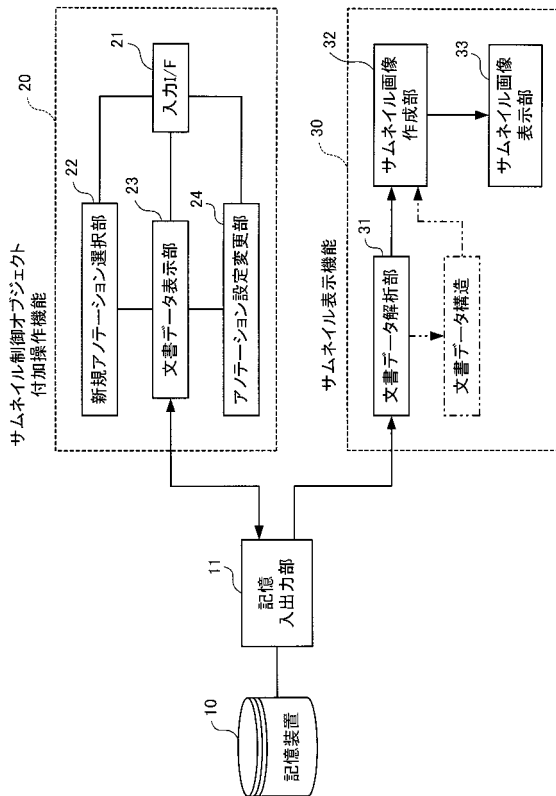 サムネイル制御オブジェクト
付加操作機能
20
新規アノテーション選択部
22
入力I/F
21
文書データ表示部
23
アノテーション設定変更部
24
記憶装置
10
記憶
入出力部
11
サムネイル表示機能
30
文書データ解析部
31
サムネイル画像
作成部
32
サムネイル画像
表示部
33
文書データ構造